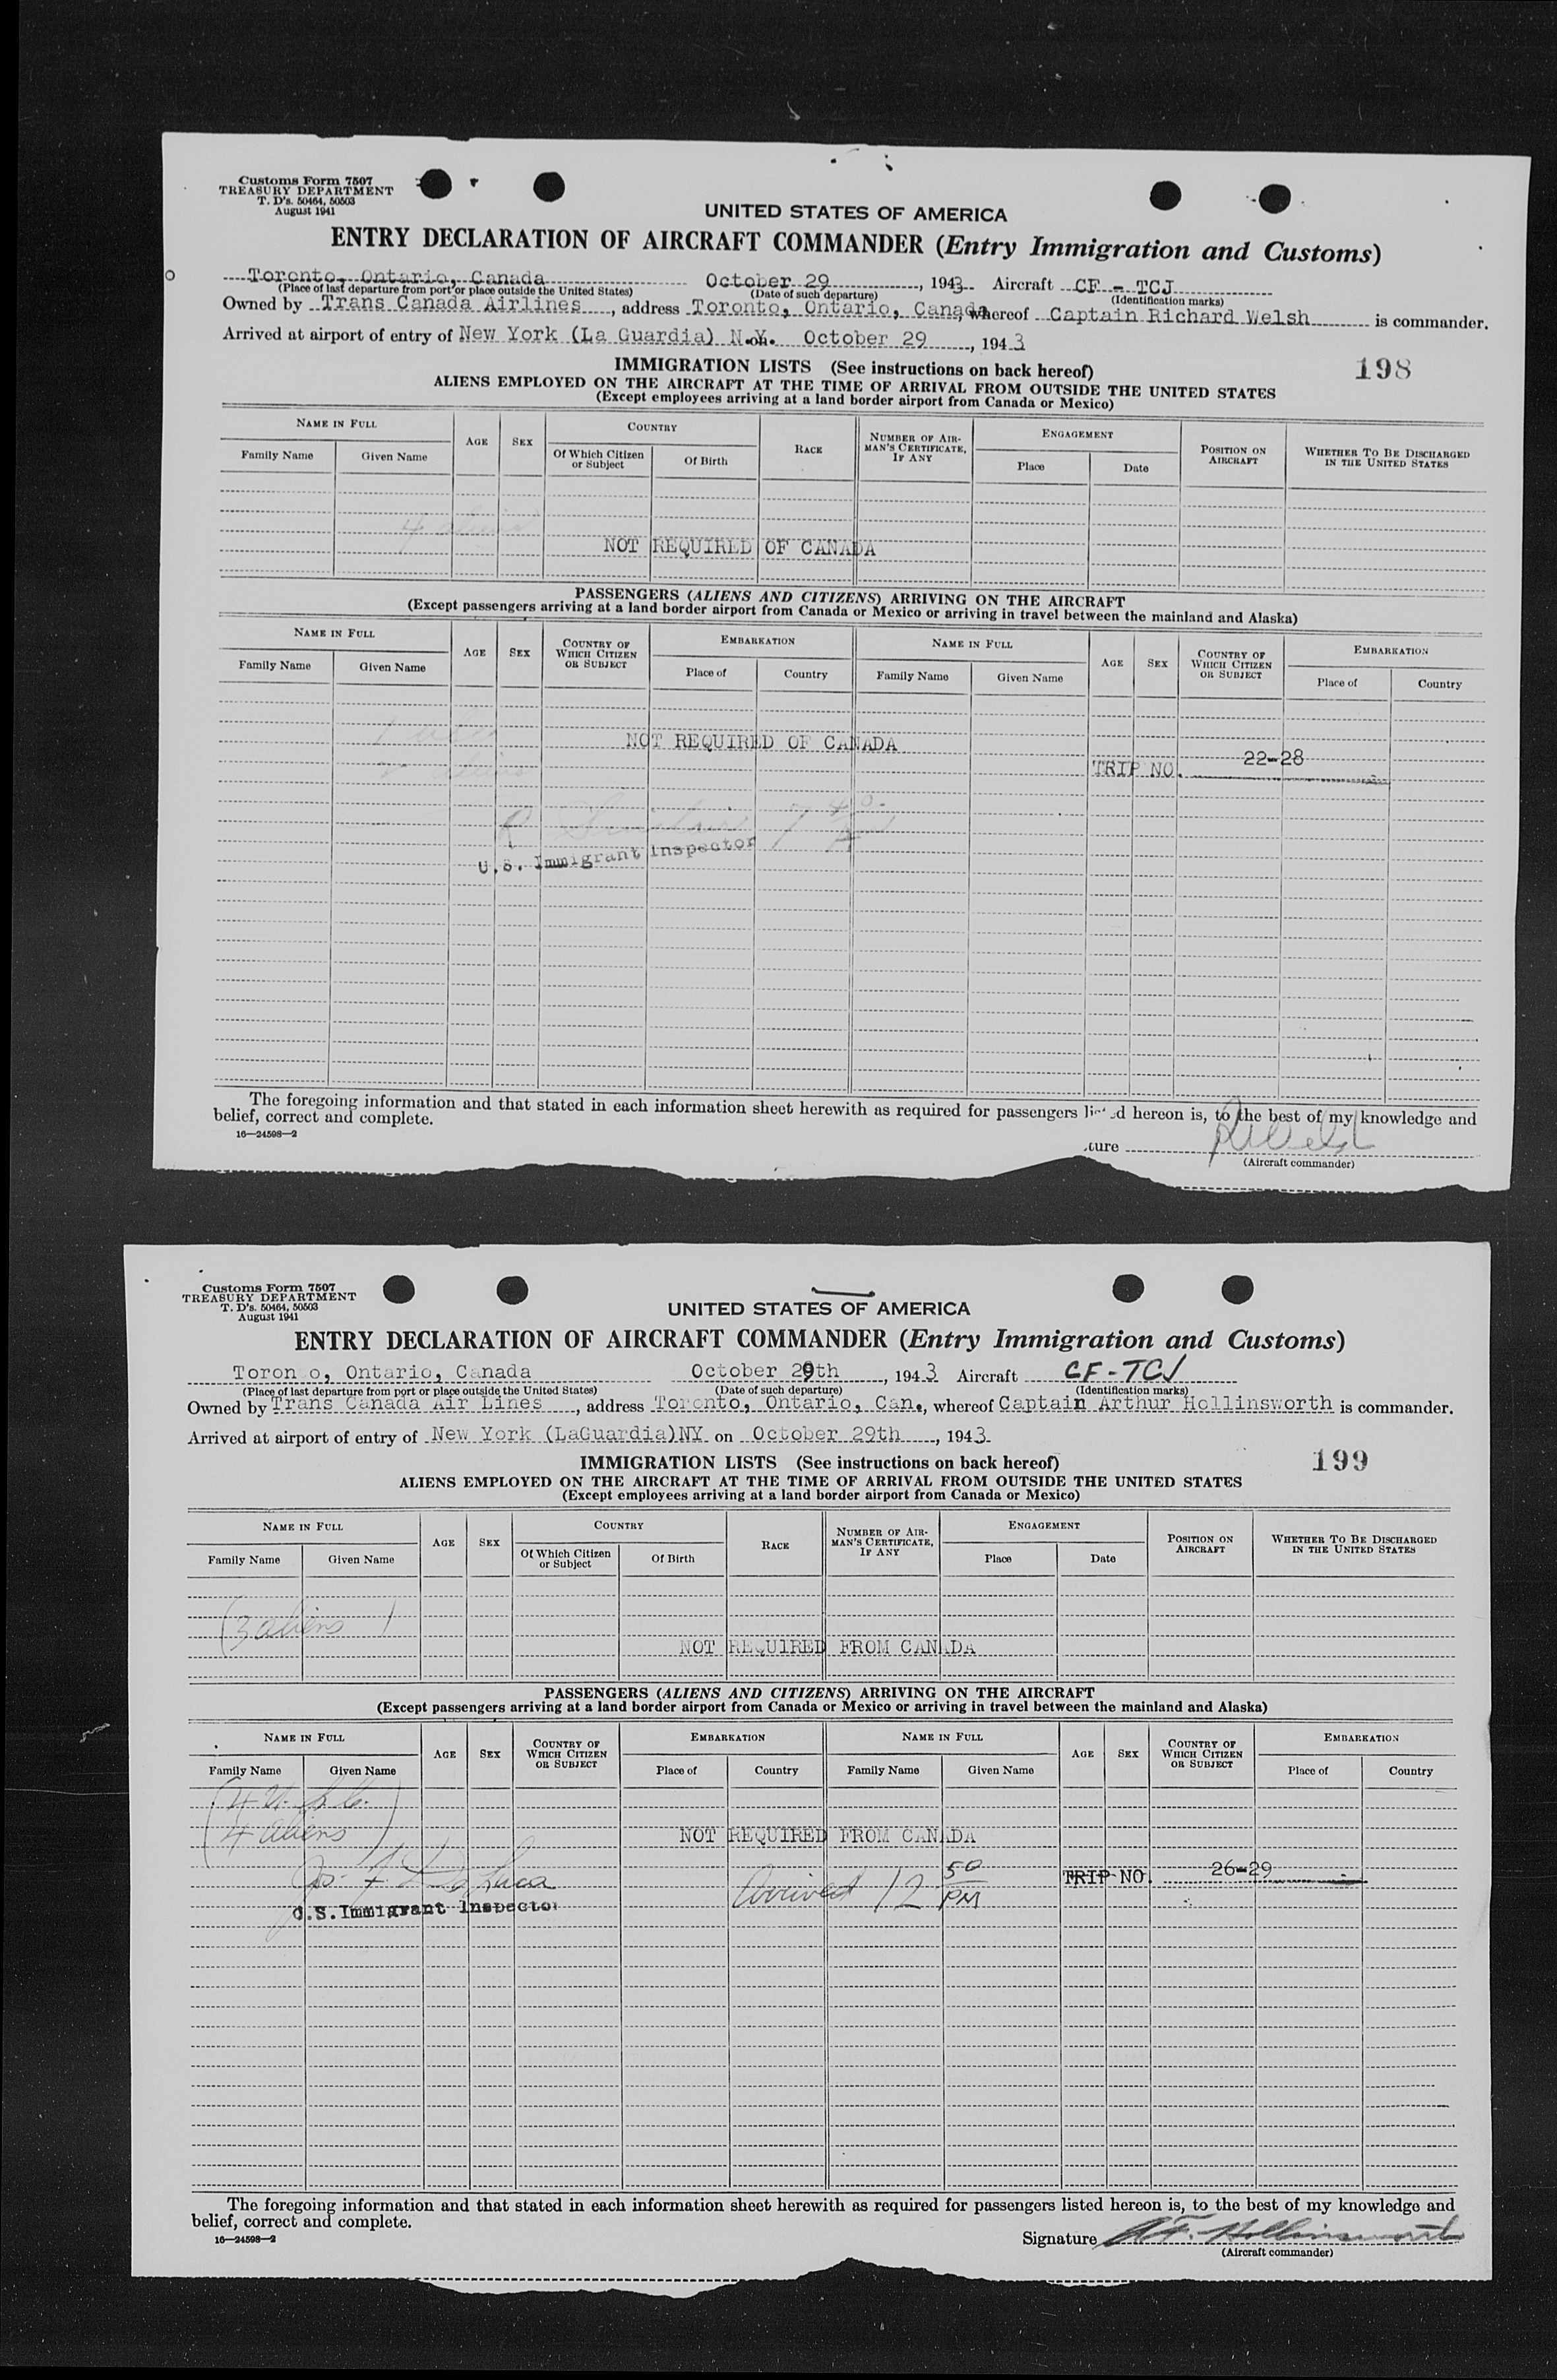 Customs Form 7507
TREASURY DEPARTMENT
T. D's. 50464, 50503
August 1941
UNITED STATES OF AMERICA
ENTRY DECLARATION OF AIRCRAFT COMMANDER (Entry Immigration and Customs)
Toronto, Ontario, Canada October 29, 1943 Aircraft CF - TCJ
(Place of last departure from port or place outside the United States) (Date of such departure) (Identification marks)
Owned by Trans Canada Airlines, address Toronto, Ontario, Canada, whereof Captain Richard Welsh is commander.
Arrived at airport of entry of New York (La Guardia) N.Y. on October 29, 1943
198
IMMIGRATION LISTS (See instructions on back hereof)
ALIENS EMPLOYED ON THE AIRCRAFT AT THE TIME OF ARRIVAL FROM OUTSIDE THE UNITED STATES
(Except employees arriving at a land border airport from Canada or Mexico)
NAME IN FULL AGE SEX COUNTRY RACE NUMBER OF AIRMAN'S CERTIFICATE, IF ANY ENGAGEMENT POSITION ON AIRCRAFT WHETHER TO BE DISCHARGED IN THE UNITED STATES
Family Name Given Name Of Which Citizen or Subject Of Birth Place Date
4 aliens
NOT REQUIRED OF CANADA
PASSENGERS (ALIENS AND CITIZENS) ARRIVING ON THE AIRCRAFT
(Except passengers arriving at a land border airport from Canada or Mexico or arriving in travel between the mainland and Alaska)
NAME IN FULL AGE SEX COUNTRY OF WHICH CITIZEN OR SUBJECT EMBARKATION NAME IN FULL AGE SEX COUNTRY OF WHICH CITIZEN OR SUBJECT EMBARKATION
Family Name Given Name Place of Country Family Name Given Name Place of Country
NOT REQUIRED OF CANADA
TRIP NO. 22-28
U.S. Immigrant Inspector
The foregoing information and that stated in each information sheet herewith as required for passengers listed hereon is, to the best of my knowledge and
belief, correct and complete.
16—24598—2
ture RWelsh
(Aircraft commander)
Customs Form 7507
TREASURY DEPARTMENT
T. D's. 50464, 50503
August 1941
UNITED STATES OF AMERICA
ENTRY DECLARATION OF AIRCRAFT COMMANDER (Entry Immigration and Customs)
Toron o, Ontario, Canada October 29th, 1943 Aircraft CF-TCJ
(Place of last departure from port or place outside the United States) (Date of such departure) (Identification marks)
Owned by Trans Canada Air Lines, address Toronto, Ontario, Can., whereof Captain Arthur Hollinsworth is commander.
Arrived at airport of entry of New York (LaGuardia)NY on October 29th, 1943
199
IMMIGRATION LISTS (See instructions on back hereof)
ALIENS EMPLOYED ON THE AIRCRAFT AT THE TIME OF ARRIVAL FROM OUTSIDE THE UNITED STATES
(Except employees arriving at a land border airport from Canada or Mexico)
NAME IN FULL AGE SEX COUNTRY RACE NUMBER OF AIRMAN'S CERTIFICATE, IF ANY ENGAGEMENT POSITION ON AIRCRAFT WHETHER TO BE DISCHARGED IN THE UNITED STATES
Family Name Given Name Of Which Citizen or Subject Of Birth Place Date
(3 aliens)
NOT REQUIRED FROM CANADA
PASSENGERS (ALIENS AND CITIZENS) ARRIVING ON THE AIRCRAFT
(Except passengers arriving at a land border airport from Canada or Mexico or arriving in travel between the mainland and Alaska)
NAME IN FULL AGE SEX COUNTRY OF WHICH CITIZEN OR SUBJECT EMBARKATION NAME IN FULL AGE SEX COUNTRY OF WHICH CITIZEN OR SUBJECT EMBARKATION
Family Name Given Name Place of Country Family Name Given Name Place of Country
(4 U.S.C.
4 aliens)
NOT REQUIRED FROM CANADA
Arrived 12 50 PM
TRIP NO. 26-29
U.S. Immigrant Inspector
The foregoing information and that stated in each information sheet herewith as required for passengers listed hereon is, to the best of my knowledge and
belief, correct and complete.
16—24598—2
Signature A.F. Hollinsworth
(Aircraft commander)